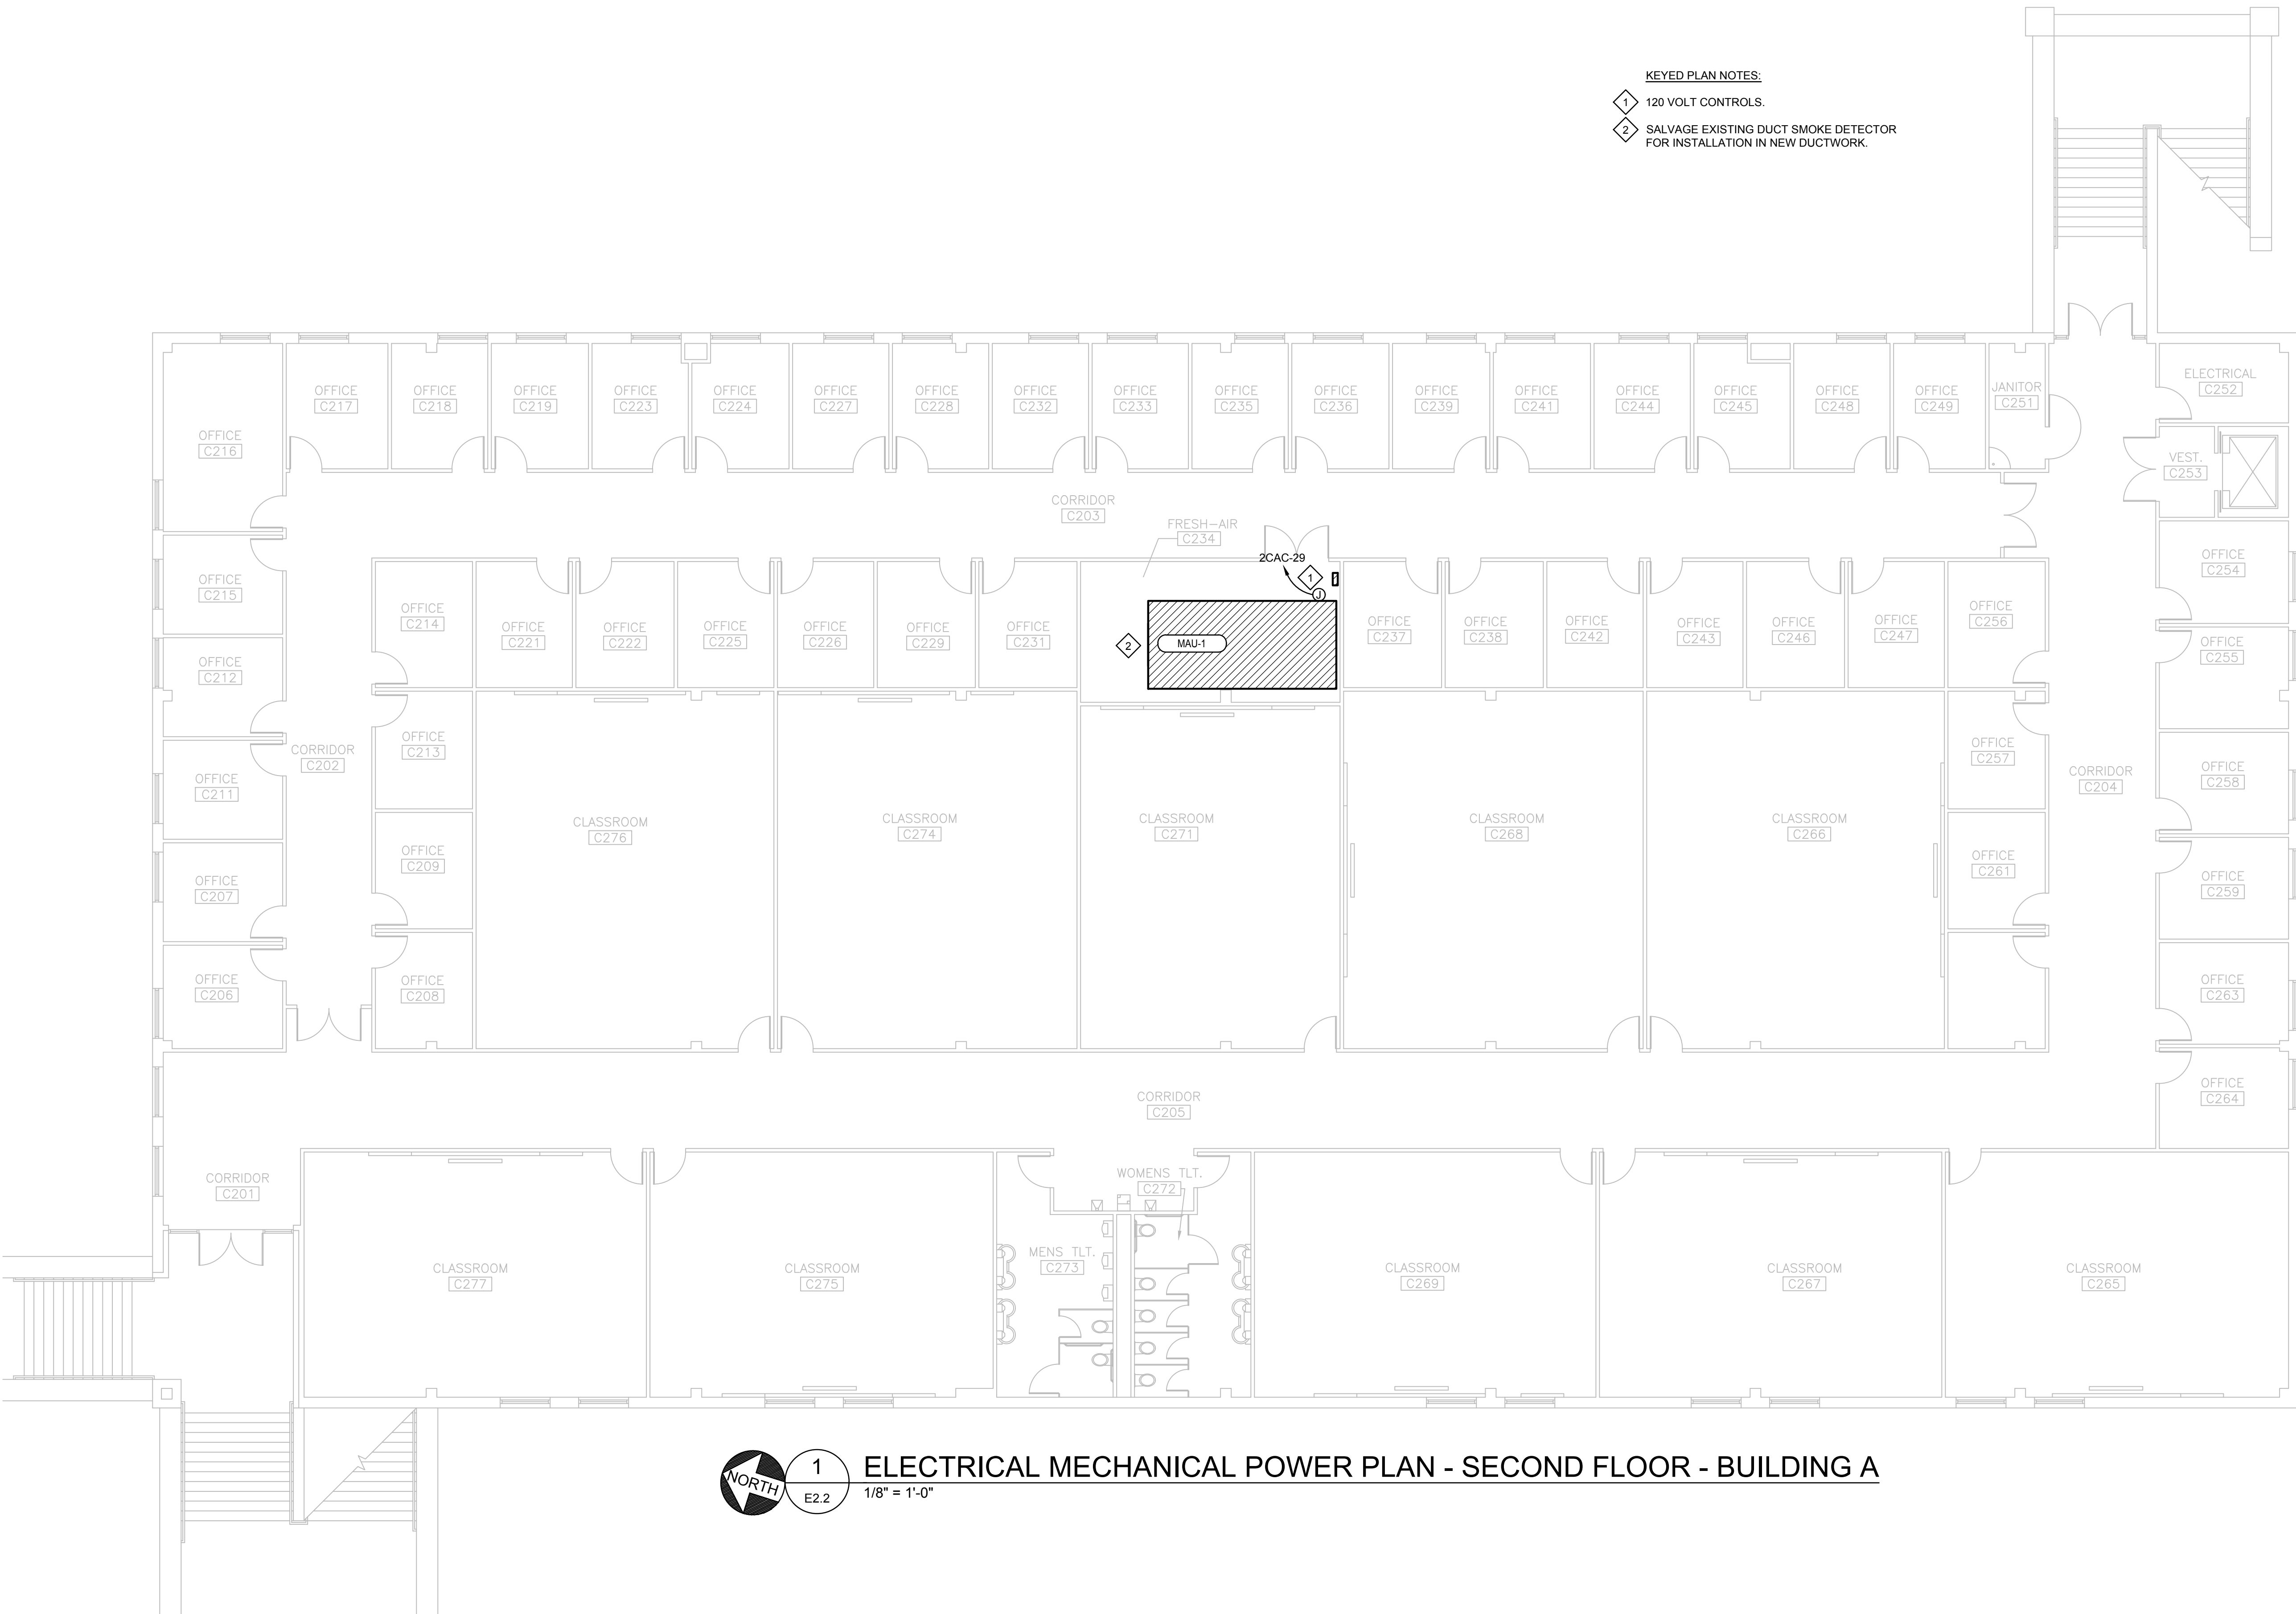 KEYED PLAN NOTES:
1 120 VOLT CONTROLS.
2 SALVAGE EXISTING DUCT SMOKE DETECTOR
FOR INSTALLATION IN NEW DUCTWORK.
OFFICE
C216
OFFICE
C217
OFFICE
C218
OFFICE
C219
OFFICE
C223
OFFICE
C224
OFFICE
C227
OFFICE
C228
OFFICE
C232
OFFICE
C233
OFFICE
C235
OFFICE
C236
OFFICE
C239
OFFICE
C241
OFFICE
C244
OFFICE
C245
OFFICE
C248
OFFICE
C249
JANITOR
C251
ELECTRICAL
C252
VEST.
C253
CORRIDOR
C203
FRESH-AIR
C234
2CAC-29
1
J
2
MAU-1
OFFICE
C215
OFFICE
C214
OFFICE
C221
OFFICE
C222
OFFICE
C225
OFFICE
C226
OFFICE
C229
OFFICE
C231
OFFICE
C237
OFFICE
C238
OFFICE
C242
OFFICE
C243
OFFICE
C246
OFFICE
C247
OFFICE
C256
OFFICE
C254
OFFICE
C212
OFFICE
C255
CORRIDOR
C202
OFFICE
C213
OFFICE
C257
CORRIDOR
C204
OFFICE
C258
OFFICE
C211
CLASSROOM
C276
CLASSROOM
C274
CLASSROOM
C271
CLASSROOM
C268
CLASSROOM
C266
OFFICE
C207
OFFICE
C209
OFFICE
C261
OFFICE
C259
OFFICE
C206
OFFICE
C208
OFFICE
C263
CORRIDOR
C205
OFFICE
C264
CORRIDOR
C201
WOMENS TLT.
C272
MENS TLT.
C273
CLASSROOM
C277
CLASSROOM
C275
CLASSROOM
C269
CLASSROOM
C267
CLASSROOM
C265
NORTH
1
E2.2
ELECTRICAL MECHANICAL POWER PLAN - SECOND FLOOR - BUILDING A
1/8" = 1'-0"